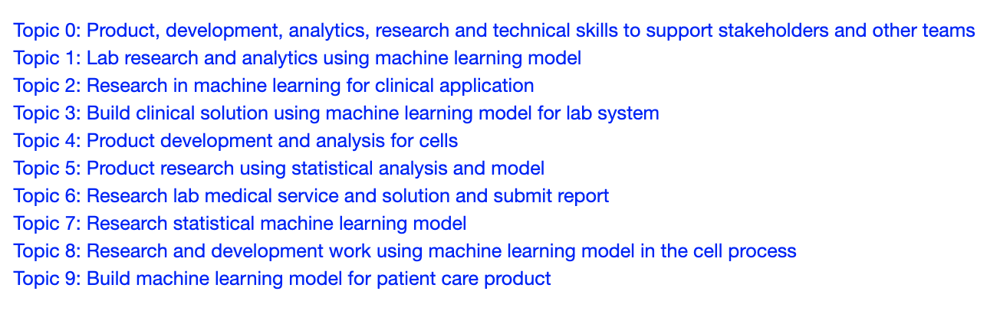 Topic 0: Product, development, analytics, research and technical skills to support stakeholders and other teams
Topic 1: Lab research and analytics using machine learning model
Topic 2: Research in machine learning for clinical application
Topic 3: Build clinical solution using machine learning model for lab system
Topic 4: Product development and analysis for cells
Topic 5: Product research using statistical analysis and model
Topic 6: Research lab medical service and solution and submit report
Topic 7: Research statistical machine learning model
Topic 8: Research and development work using machine learning model in the cell process
Topic 9: Build machine learning model for patient care product